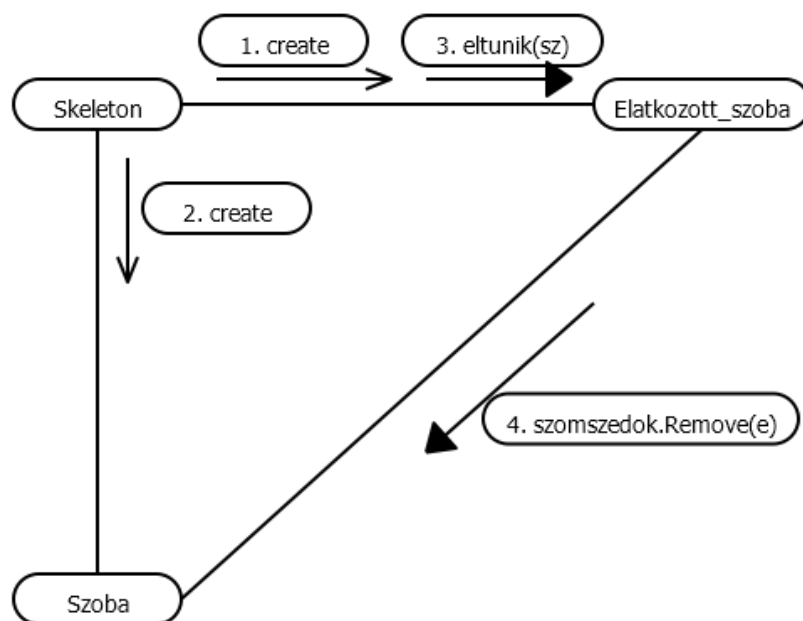 1. create
3. eltunik(sz)
Skeleton
Elatkozott_szoba
2. create
4. szomszedok.Remove(e)
Szoba